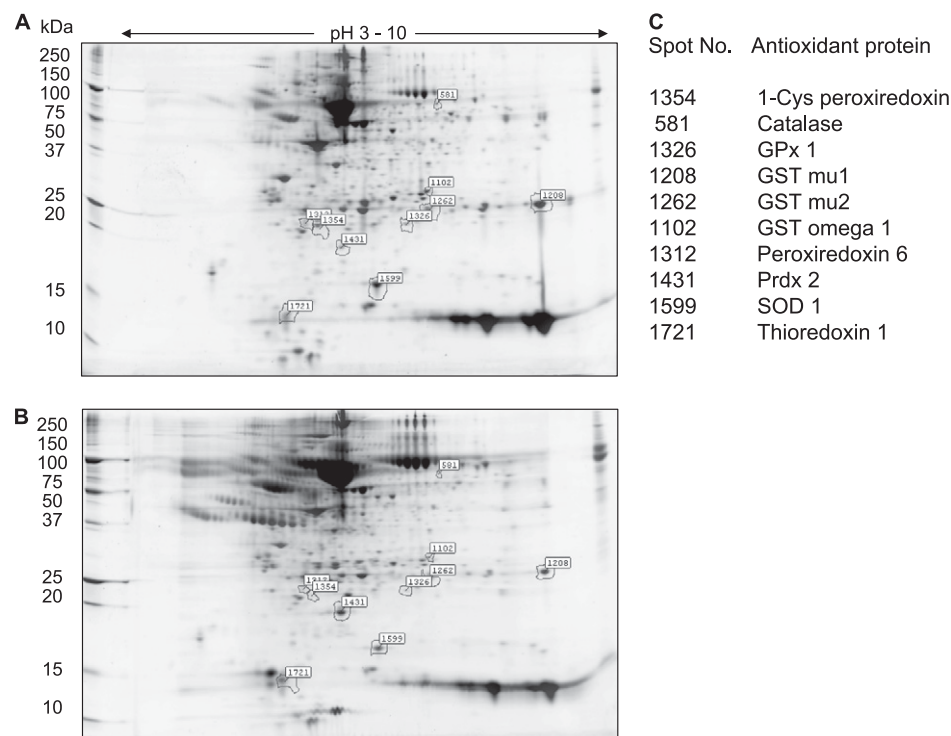 A kDa
pH 3 - 10
250
150
100
75
50
37
25
20
15
10
581
1102
1262
1208
1312
1354
1326
1431
1599
1721
B
250
150
100
75
50
37
25
20
15
10
581
1102
1262
1208
1312
1354
1326
1431
1599
1721
C
Spot No. Antioxidant protein
1354 1-Cys peroxiredoxin
581 Catalase
1326 GPx 1
1208 GST mu1
1262 GST mu2
1102 GST omega 1
1312 Peroxiredoxin 6
1431 Prdx 2
1599 SOD 1
1721 Thioredoxin 1